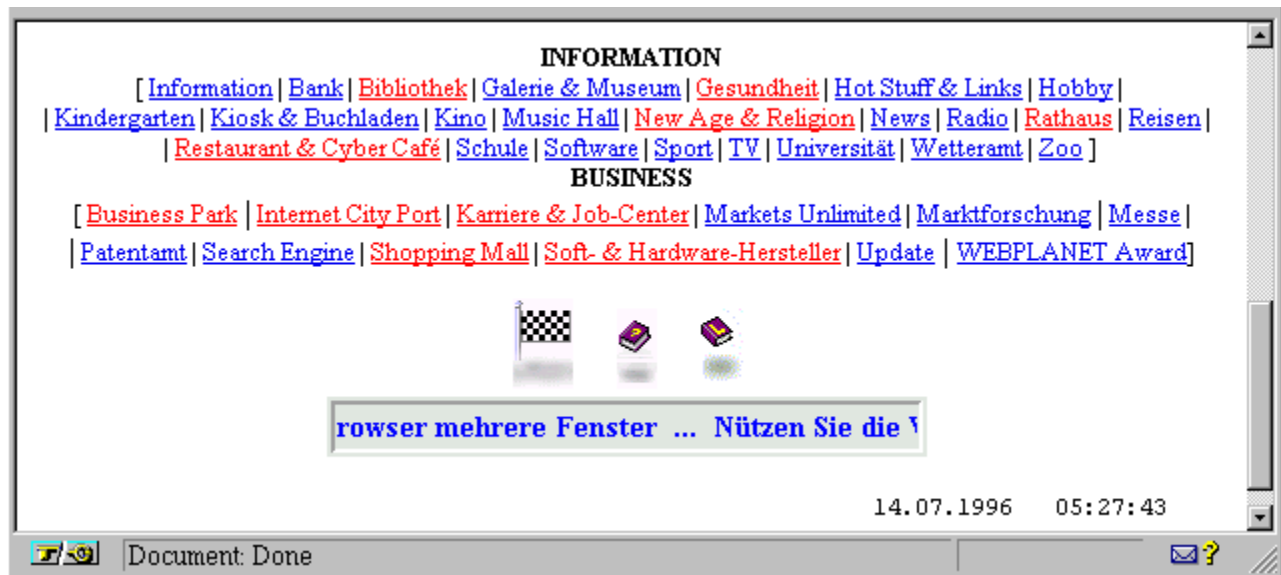 INFORMATION
[ Information | Bank | Bibliothek | Galerie & Museum | Gesundheit | Hot Stuff & Links | Hobby |
| Kindergarten | Kiosk & Buchladen | Kino | Music Hall | New Age & Religion | News | Radio | Rathaus | Reisen |
| Restaurant & Cyber Café | Schule | Software | Sport | TV | Universität | Wetteramt | Zoo ]
BUSINESS
[ Business Park | Internet City Port | Karriere & Job-Center | Markets Unlimited | Marktforschung | Messe |
| Patentamt | Search Engine | Shopping Mall | Soft- & Hardware-Hersteller | Update | WEBPLANET Award]
rowser mehrere Fenster ... Nützen Sie die
14.07.1996 05:27:43
Document: Done